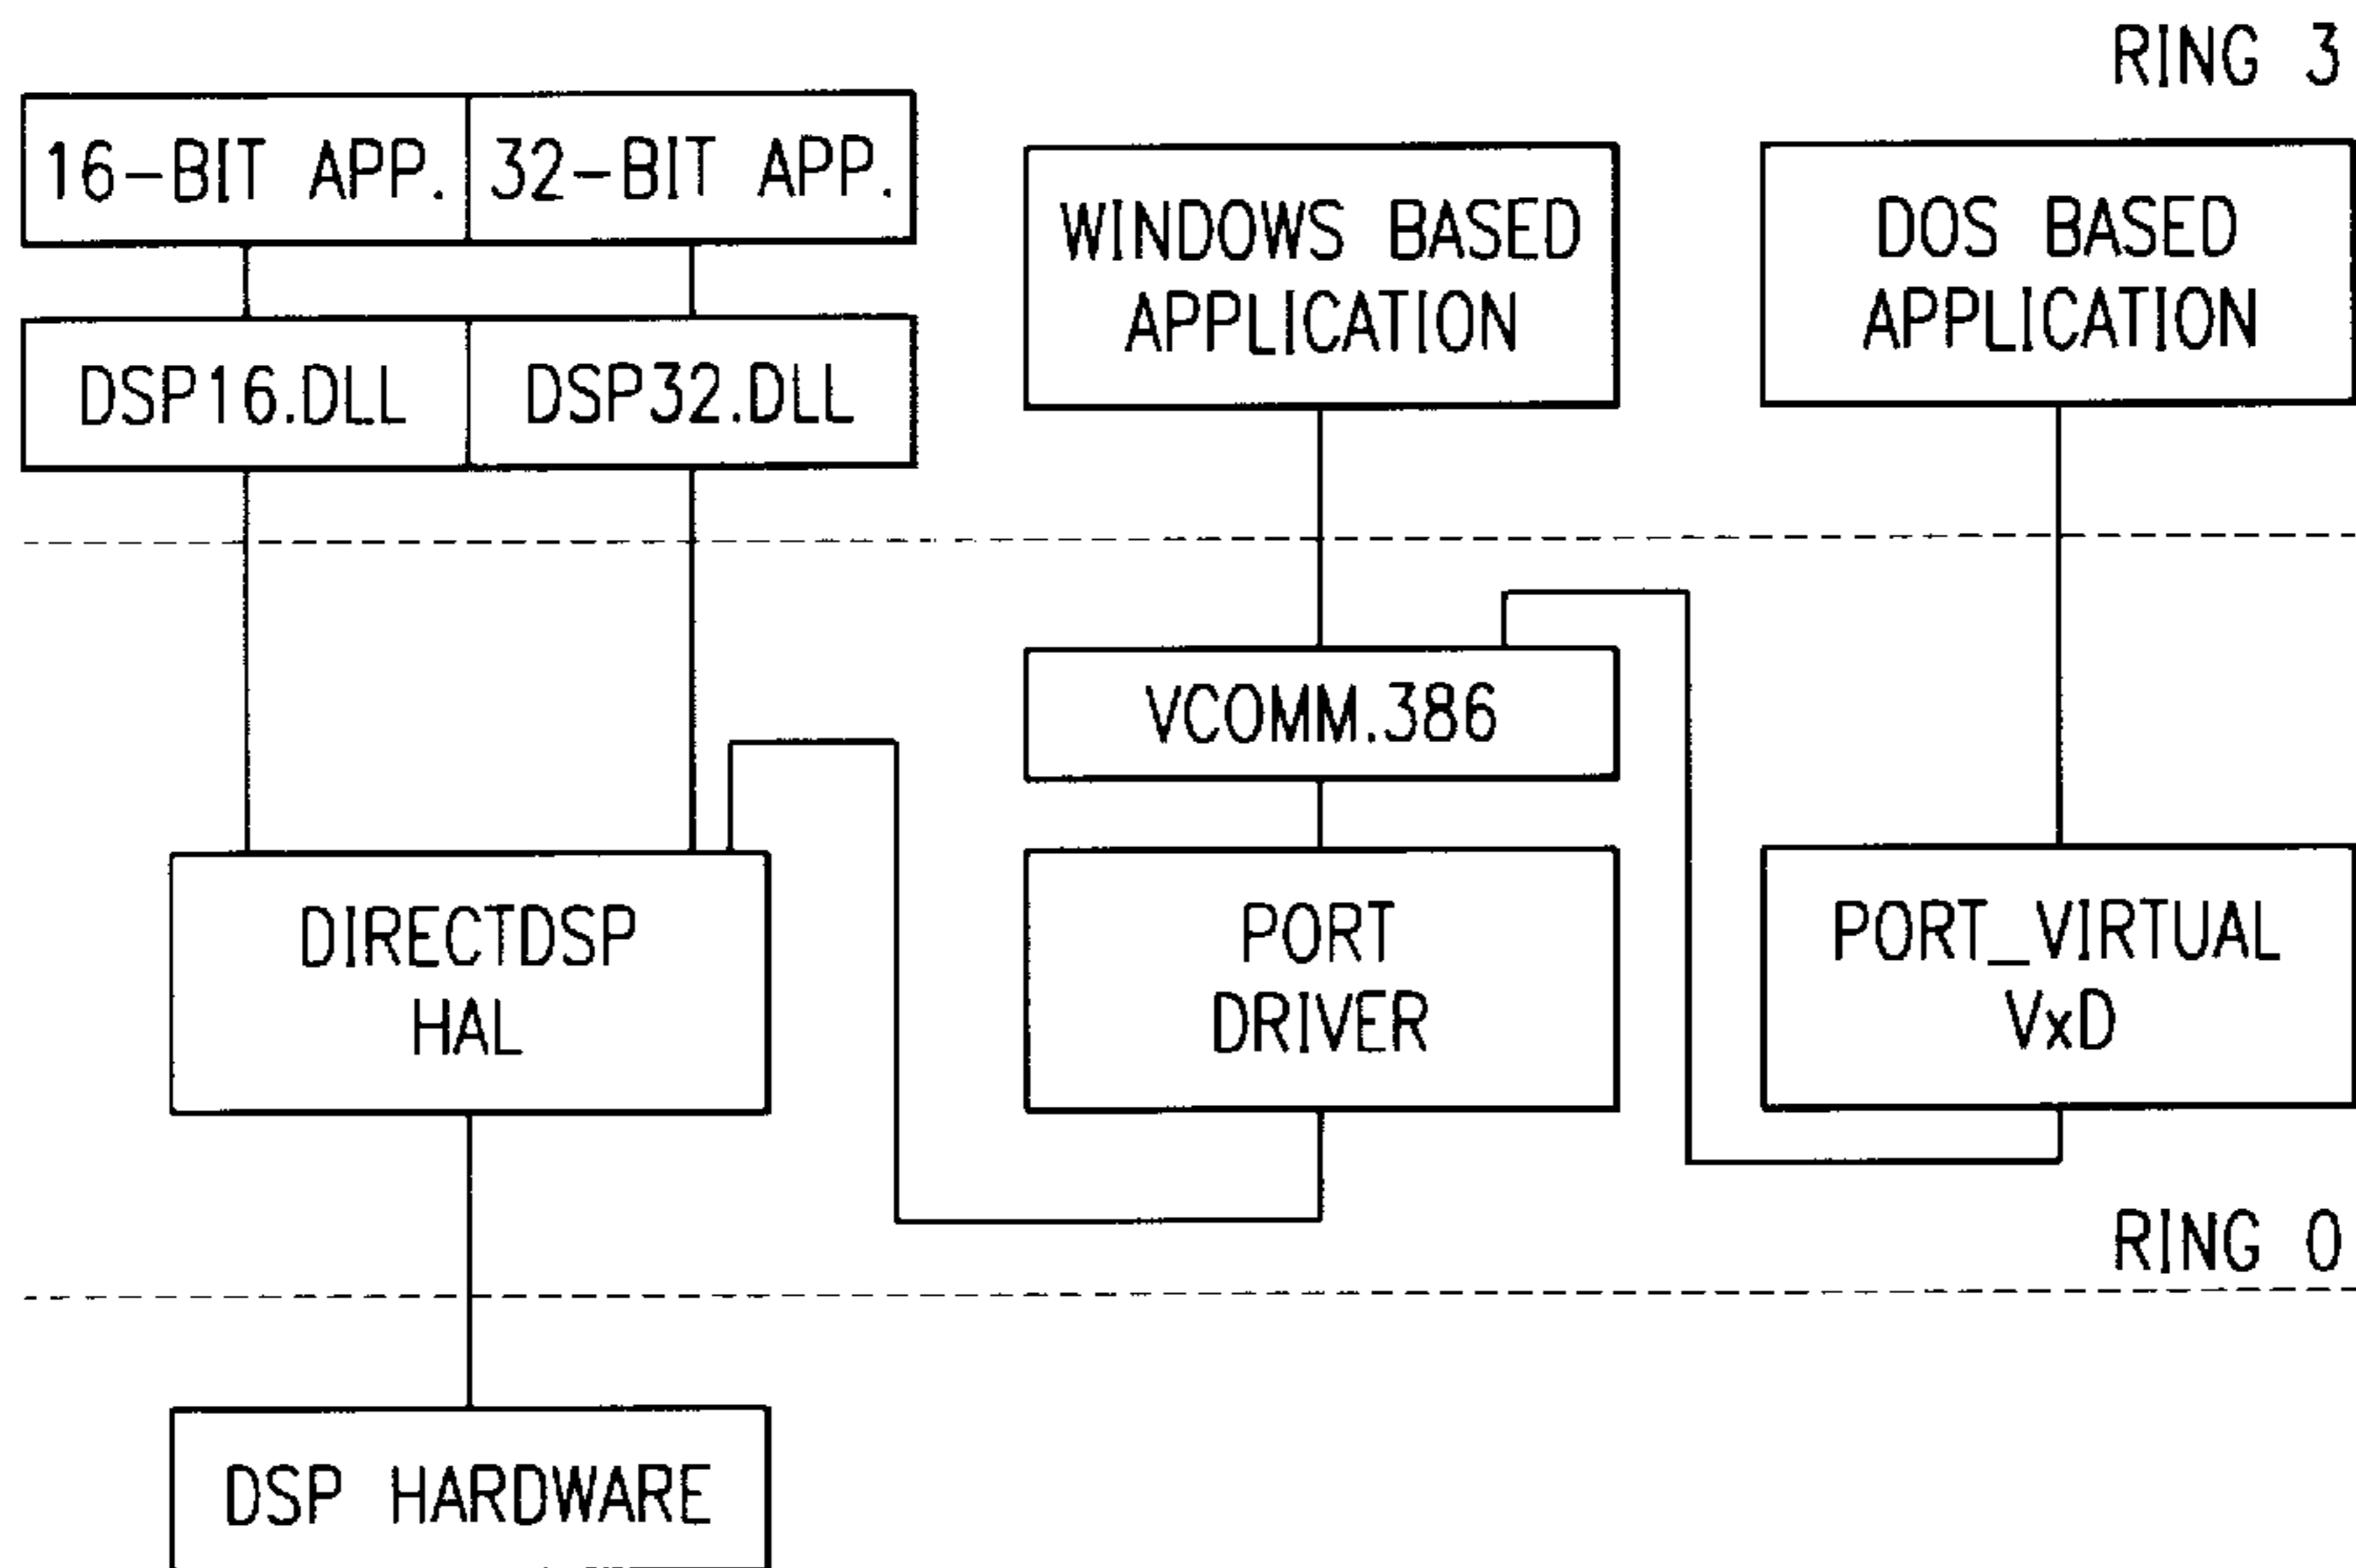 RING 3
16-BIT APP. 32-BIT APP.
WINDOWS BASED
APPLICATION
DOS BASED
APPLICATION
DSP16.DLL DSP32.DLL
VCOMM.386
DIRECTDSP
HAL
PORT
DRIVER
PORT_VIRTUAL
VxD
RING 0
DSP HARDWARE